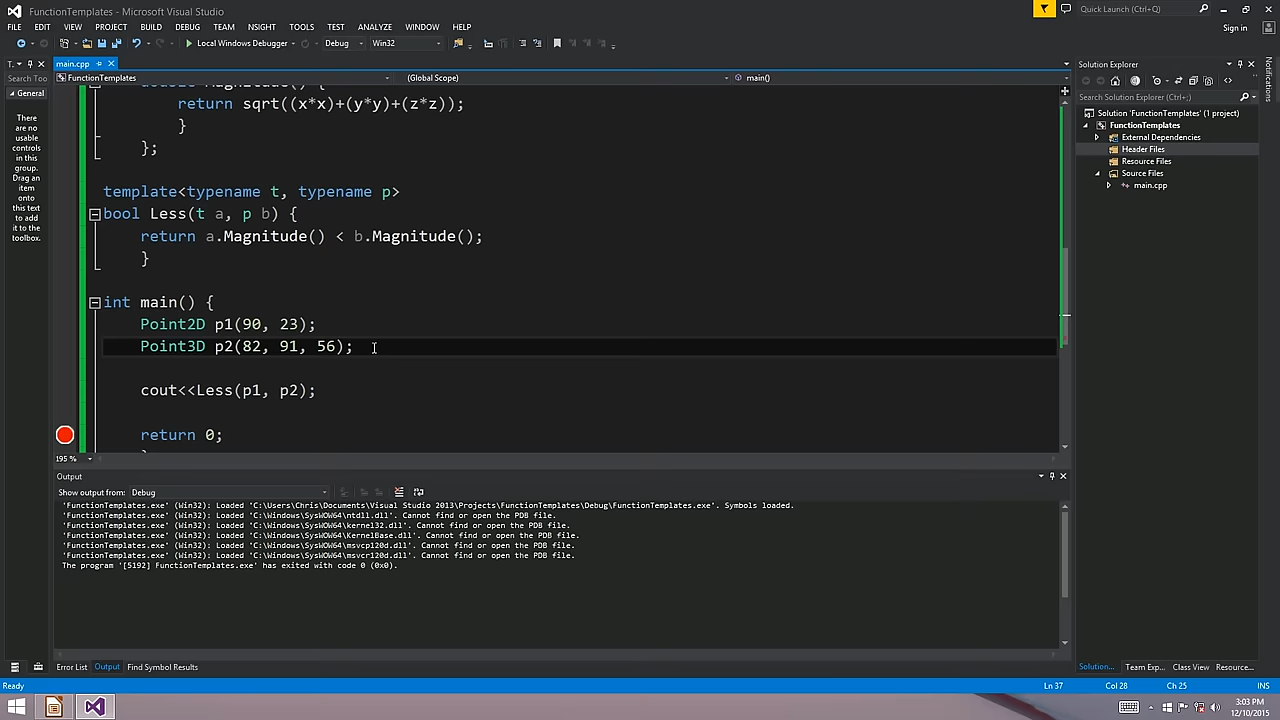 FunctionTemplates - Microsoft Visual Studio
Quick Launch (Ctrl+Q)
FILE EDIT VIEW PROJECT BUILD DEBUG TEAM NSIGHT TOOLS TEST ANALYZE WINDOW HELP
Sign in
Local Windows Debugger Debug Win32
T.. main.cpp
Search Too
FunctionTemplates (Global Scope) main()
General
There are no usable controls in this group. Drag an item onto this text to add it to the toolbox.
return sqrt((x*x)+(y*y)+(z*z));
}
};
template<typename t, typename p>
bool Less(t a, p b) {
return a.Magnitude() < b.Magnitude();
}
int main() {
Point2D p1(90, 23);
Point3D p2(82, 91, 56);
cout<<Less(p1, p2);
return 0;
195 %
Solution Explorer
Search Solution Explorer (Ctrl+;)
Solution 'FunctionTemplates' (1 project)
FunctionTemplates
External Dependencies
Header Files
Resource Files
Source Files
main.cpp
Notifications
Output
Show output from: Debug
'FunctionTemplates.exe' (Win32): Loaded 'C:\Users\Chris\Documents\Visual Studio 2013\Projects\FunctionTemplates\Debug\FunctionTemplates.exe'. Symbols loaded.
'FunctionTemplates.exe' (Win32): Loaded 'C:\Windows\SysWOW64\ntdll.dll'. Cannot find or open the PDB file.
'FunctionTemplates.exe' (Win32): Loaded 'C:\Windows\SysWOW64\kernel32.dll'. Cannot find or open the PDB file.
'FunctionTemplates.exe' (Win32): Loaded 'C:\Windows\SysWOW64\KernelBase.dll'. Cannot find or open the PDB file.
'FunctionTemplates.exe' (Win32): Loaded 'C:\Windows\SysWOW64\msvcp120d.dll'. Cannot find or open the PDB file.
'FunctionTemplates.exe' (Win32): Loaded 'C:\Windows\SysWOW64\msvcr120d.dll'. Cannot find or open the PDB file.
The program '[5192] FunctionTemplates.exe' has exited with code 0 (0x0).
Error List Output Find Symbol Results
Solution... Team Exp... Class View Resource...
Ready Ln 37 Col 28 Ch 25 INS
3:03 PM
12/10/2015